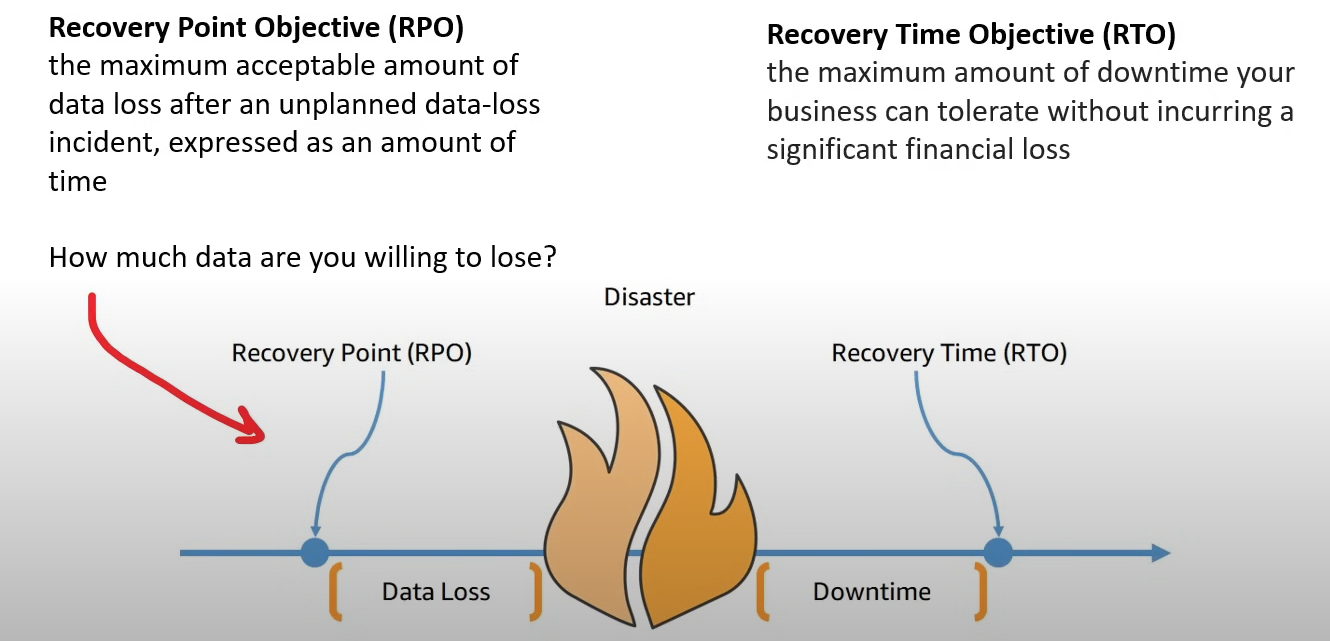 Recovery Point Objective (RPO)
the maximum acceptable amount of
data loss after an unplanned data-loss
incident, expressed as an amount of
time
How much data are you willing to lose?
Recovery Time Objective (RTO)
the maximum amount of downtime your
business can tolerate without incurring a
significant financial loss
Disaster
Recovery Point (RPO)
Recovery Time (RTO)
Data Loss
Downtime